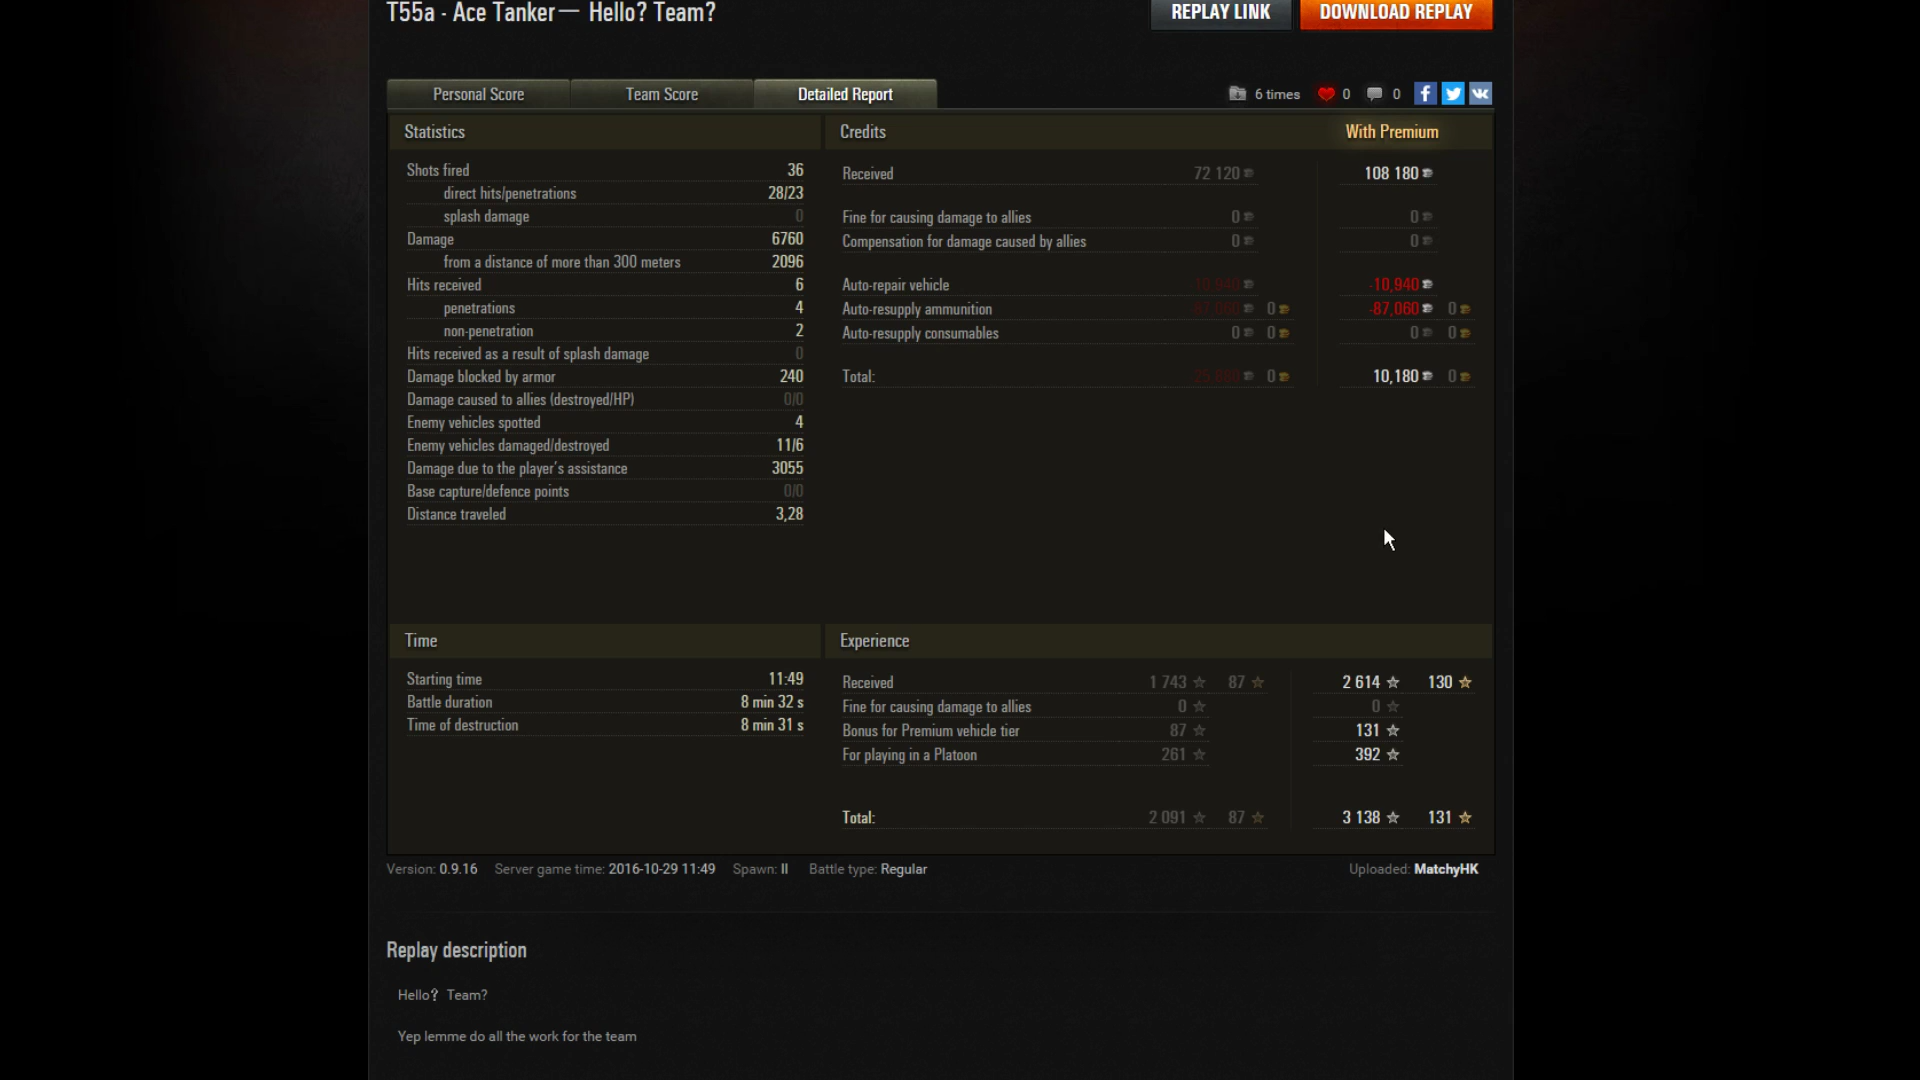 T55a - Ace Tanker— Hello? Team?
REPLAY LINK
DOWNLOAD REPLAY
Personal Score
Team Score
Detailed Report
6 times 0 0
Statistics
Shots fired 36
direct hits/penetrations 28/23
splash damage 0
Damage 6760
from a distance of more than 300 meters 2096
Hits received 6
penetrations 4
non-penetration 2
Hits received as a result of splash damage 0
Damage blocked by armor 240
Damage caused to allies (destroyed/HP) 0/0
Enemy vehicles spotted 4
Enemy vehicles damaged/destroyed 11/6
Damage due to the player's assistance 3055
Base capture/defence points 0/0
Distance traveled 3,28
Credits With Premium
Received 72 120 108 180
Fine for causing damage to allies 0 0
Compensation for damage caused by allies 0 0
Auto-repair vehicle -10,940 -10,940
Auto-resupply ammunition -87,060 0 -87,060 0
Auto-resupply consumables 0 0 0 0
Total: -25,880 0 10,180 0
Time
Starting time 11:49
Battle duration 8 min 32 s
Time of destruction 8 min 31 s
Experience
Received 1 743 87 2 614 130
Fine for causing damage to allies 0 0
Bonus for Premium vehicle tier 87 131
For playing in a Platoon 261 392
Total: 2 091 87 3 138 131
Version: 0.9.16 Server game time: 2016-10-29 11:49 Spawn: II Battle type: Regular Uploaded: MatchyHK
Replay description
Hello? Team?
Yep lemme do all the work for the team